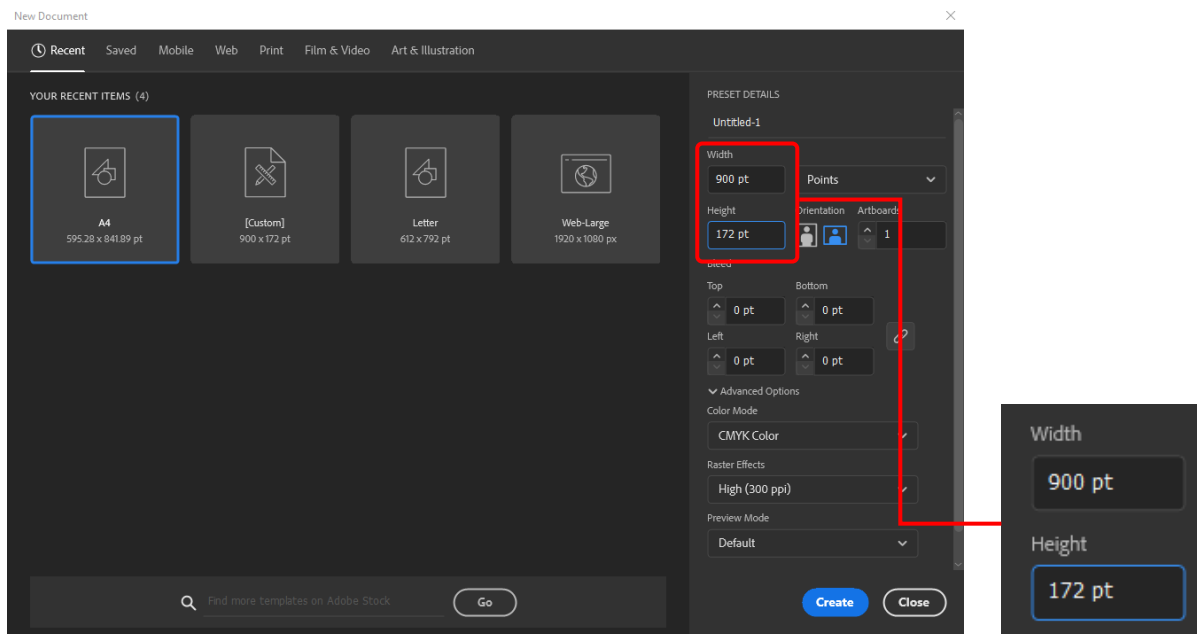 New Document
Recent Saved Mobile Web Print Film & Video Art & Illustration
YOUR RECENT ITEMS (4)
A4
595.28 x 841.89 pt
[Custom]
900 x 172 pt
Letter
612 x 792 pt
Web-Large
1920 x 1080 px
Find more templates on Adobe Stock
Go
PRESET DETAILS
Untitled-1
Width
900 pt Points
Height Orientation Artboards
172 pt 1
Bleed
Top Bottom
0 pt 0 pt
Left Right
0 pt 0 pt
Advanced Options
Color Mode
CMYK Color
Raster Effects
High (300 ppi)
Preview Mode
Default
Create Close
Width
900 pt
Height
172 pt